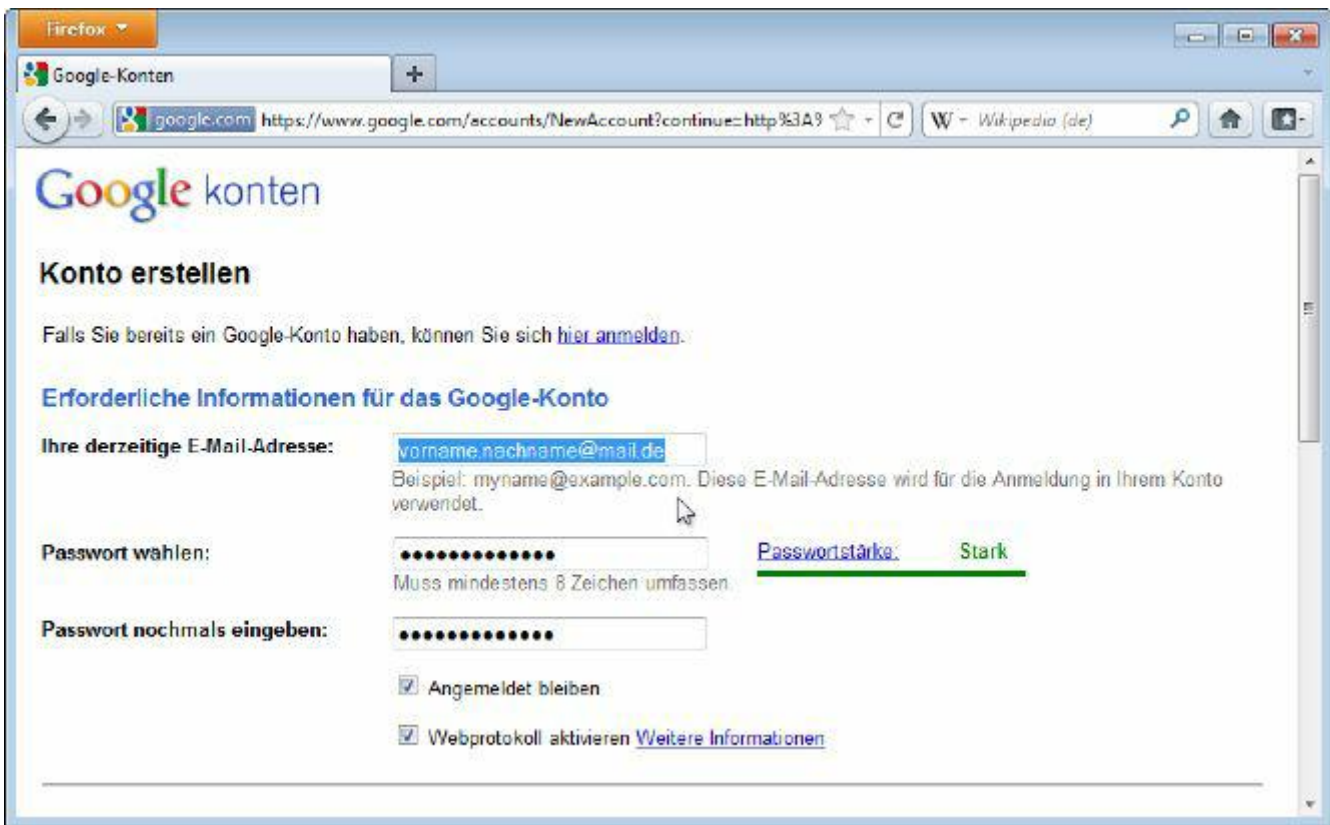 Firefox
Google-Konten
google.com https://www.google.com/accounts/NewAccount?continue=http%3A9 W - Wikipedia (de)
Google konten
Konto erstellen
Falls Sie bereits ein Google-Konto haben, können Sie sich hier anmelden.
Erforderliche Informationen für das Google-Konto
Ihre derzeitige E-Mail-Adresse: vorname.nachname@mail.de
Beispiel: myname@example.com. Diese E-Mail-Adresse wird für die Anmeldung in Ihrem Konto
verwendet.
Passwort wählen: ••••••••••••• Passwortstärke: Stark
Muss mindestens 8 Zeichen umfassen.
Passwort nochmals eingeben: •••••••••••••
Angemeldet bleiben
Webprotokoll aktivieren Weitere Informationen